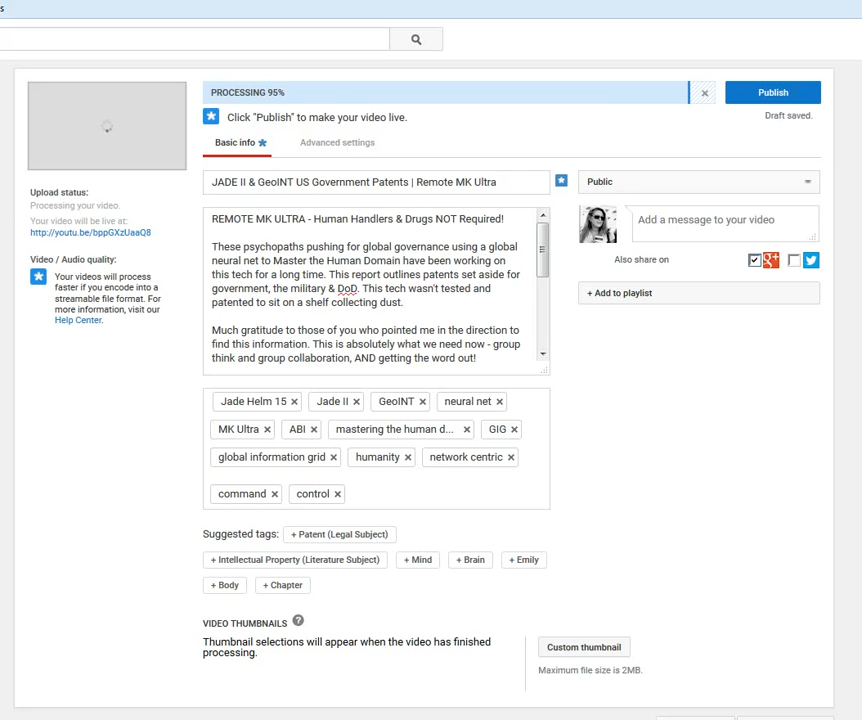 s
PROCESSING 95%
×
Publish
Click "Publish" to make your video live.
Draft saved.
Basic info *
Advanced settings
JADE II & GeoINT US Government Patents | Remote MK Ultra
Public
Upload status:
Processing your video.
Your video will be live at:
http://youtu.be/bppGXzUaaQ8
Video / Audio quality:
Your videos will process
faster if you encode into a
streamable file format. For
more information, visit our
Help Center.
REMOTE MK ULTRA - Human Handlers & Drugs NOT Required!
These psychopaths pushing for global governance using a global
neural net to Master the Human Domain have been working on
this tech for a long time. This report outlines patents set aside for
government, the military & DoD. This tech wasn't tested and
patented to sit on a shelf collecting dust.
Much gratitude to those of you who pointed me in the direction to
find this information. This is absolutely what we need now - group
think and group collaboration, AND getting the word out!
Add a message to your video
Also share on
g+
+ Add to playlist
Jade Helm 15 × Jade II × GeoINT × neural net ×
MK Ultra × ABI × mastering the human d... × GIG ×
global information grid × humanity × network centric ×
command × control ×
Suggested tags: + Patent (Legal Subject)
+ Intellectual Property (Literature Subject) + Mind + Brain + Emily
+ Body + Chapter
VIDEO THUMBNAILS ?
Thumbnail selections will appear when the video has finished
processing.
Custom thumbnail
Maximum file size is 2MB.